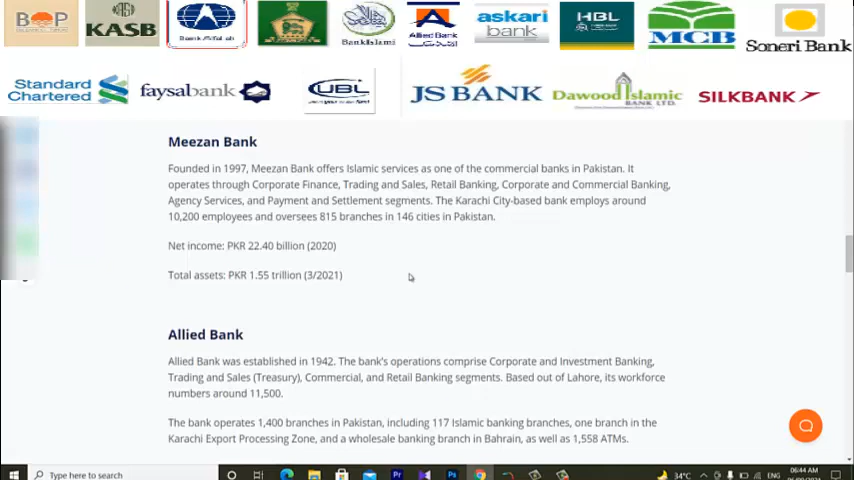 BOP
KASB
Bank Alfalah
BankIslami
Allied Bank
askari
bank
HBL
MCB
Soneri Bank
Standard
Chartered
faysalbank
UBL
JS BANK
Dawood Islamic
BANK LTD.
SILKBANK
Meezan Bank
Founded in 1997, Meezan Bank offers Islamic services as one of the commercial banks in Pakistan. It
operates through Corporate Finance, Trading and Sales, Retail Banking, Corporate and Commercial Banking,
Agency Services, and Payment and Settlement segments. The Karachi City-based bank employs around
10,200 employees and oversees 815 branches in 146 cities in Pakistan.
Net income: PKR 22.40 billion (2020)
Total assets: PKR 1.55 trillion (3/2021)
Allied Bank
Allied Bank was established in 1942. The bank's operations comprise Corporate and Investment Banking,
Trading and Sales (Treasury), Commercial, and Retail Banking segments. Based out of Lahore, its workforce
numbers around 11,500.
The bank operates 1,400 branches in Pakistan, including 117 Islamic banking branches, one branch in the
Karachi Export Processing Zone, and a wholesale banking branch in Bahrain, as well as 1,558 ATMs.
Type here to search
Pr
Ps
34°C
ENG
06:44 AM